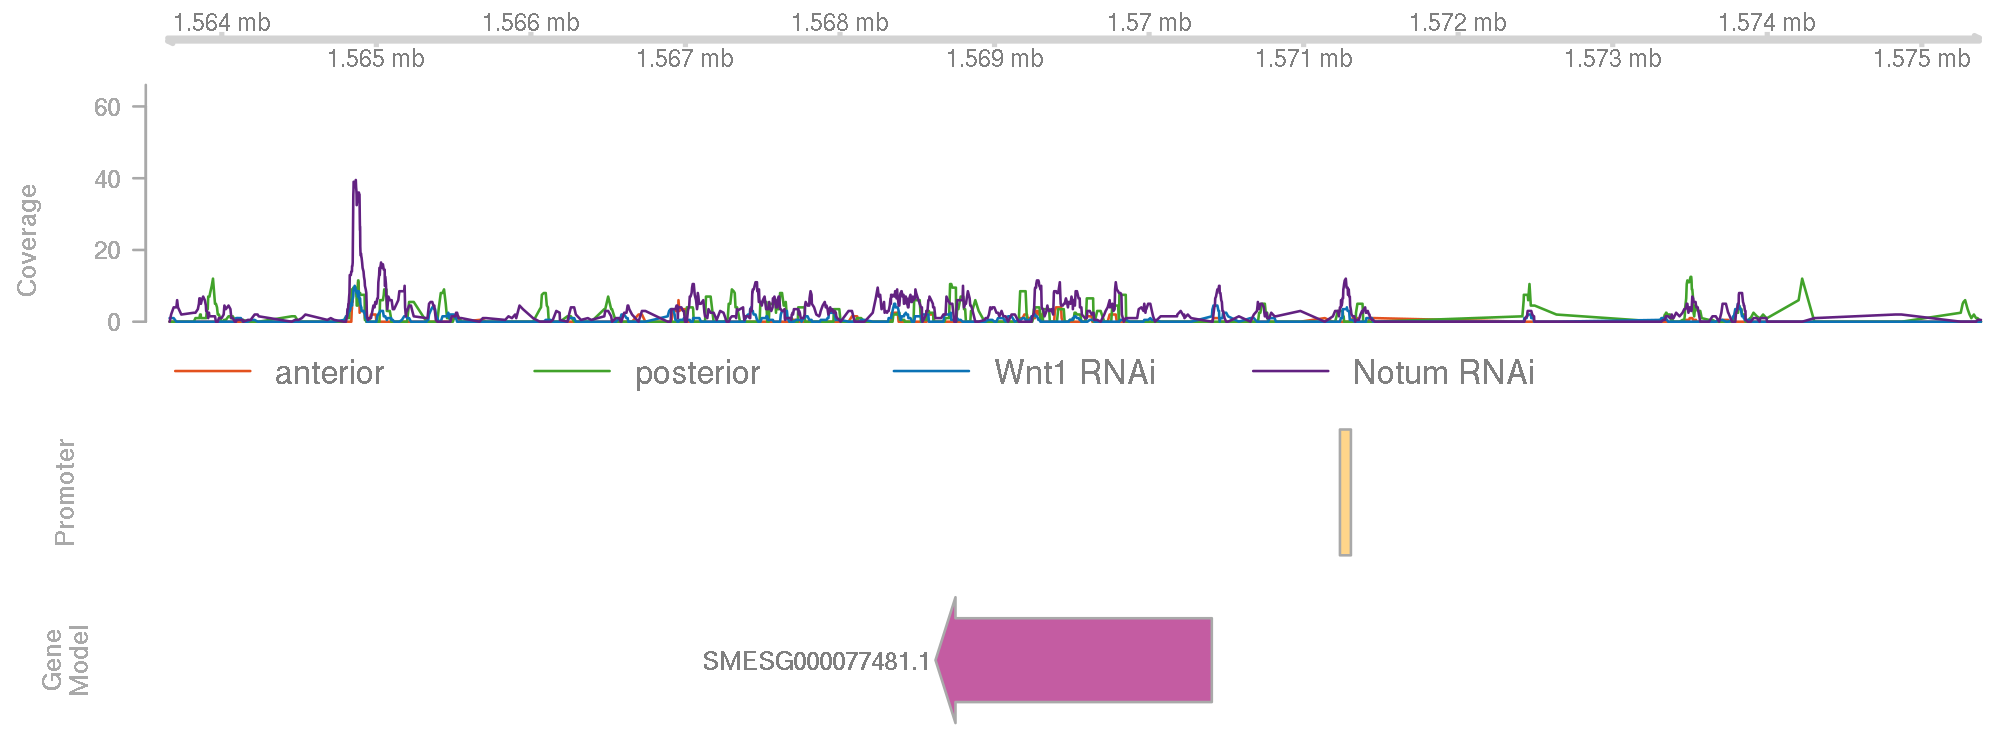 1.564 mb 1.566 mb 1.568 mb 1.57 mb 1.572 mb 1.574 mb
1.565 mb 1.567 mb 1.569 mb 1.571 mb 1.573 mb 1.575 mb
Coverage
60
40
20
0
anterior posterior Wnt1 RNAi Notum RNAi
Promoter
Gene
Model
SMESG000077481.1